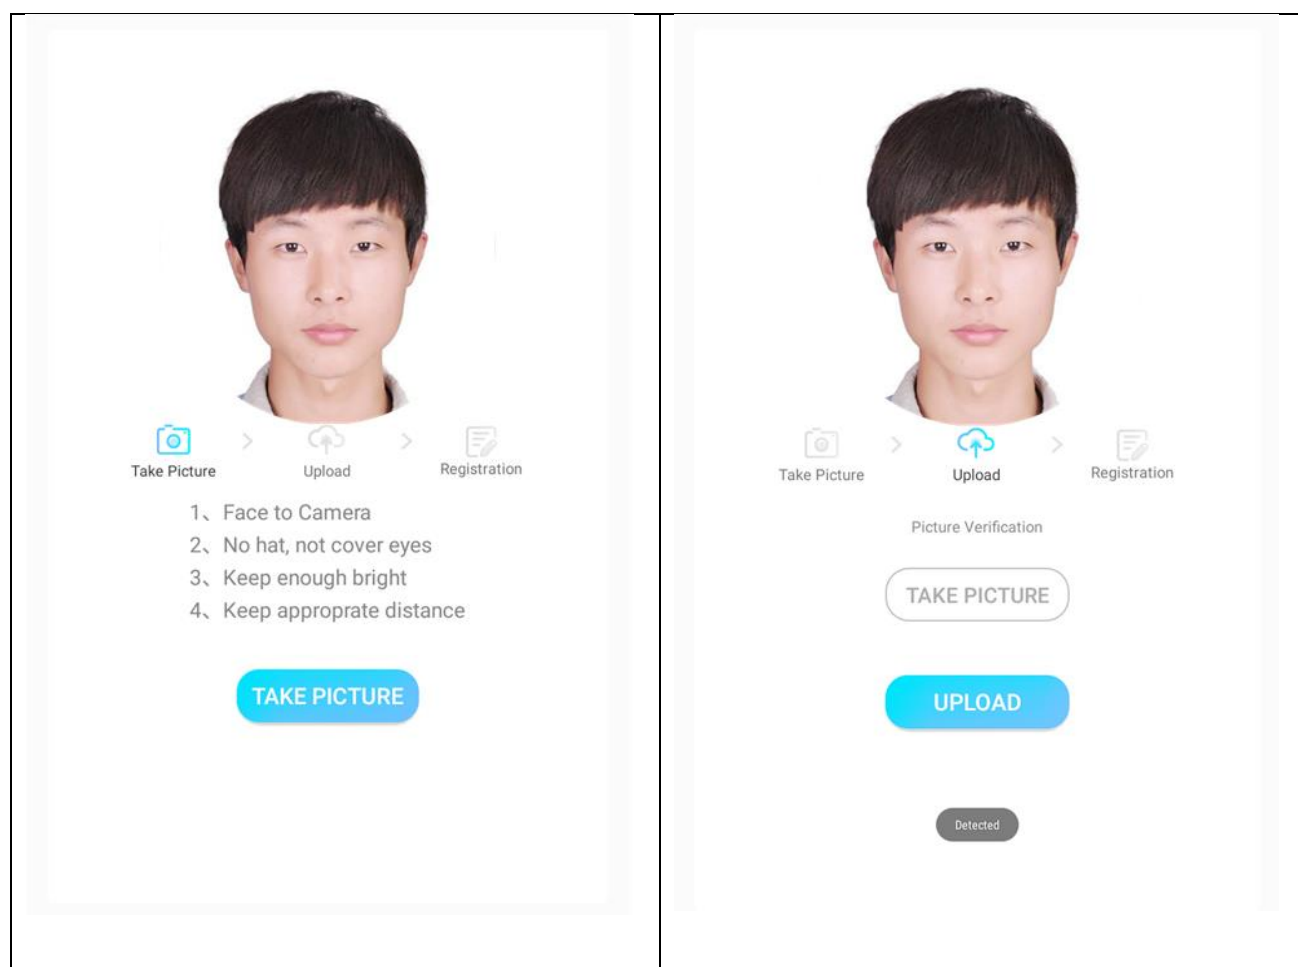 Take Picture
Upload
Registration
1、Face to Camera
2、No hat, not cover eyes
3、Keep enough bright
4、Keep approprate distance
TAKE PICTURE
Take Picture
Upload
Registration
Picture Verification
TAKE PICTURE
UPLOAD
Detected